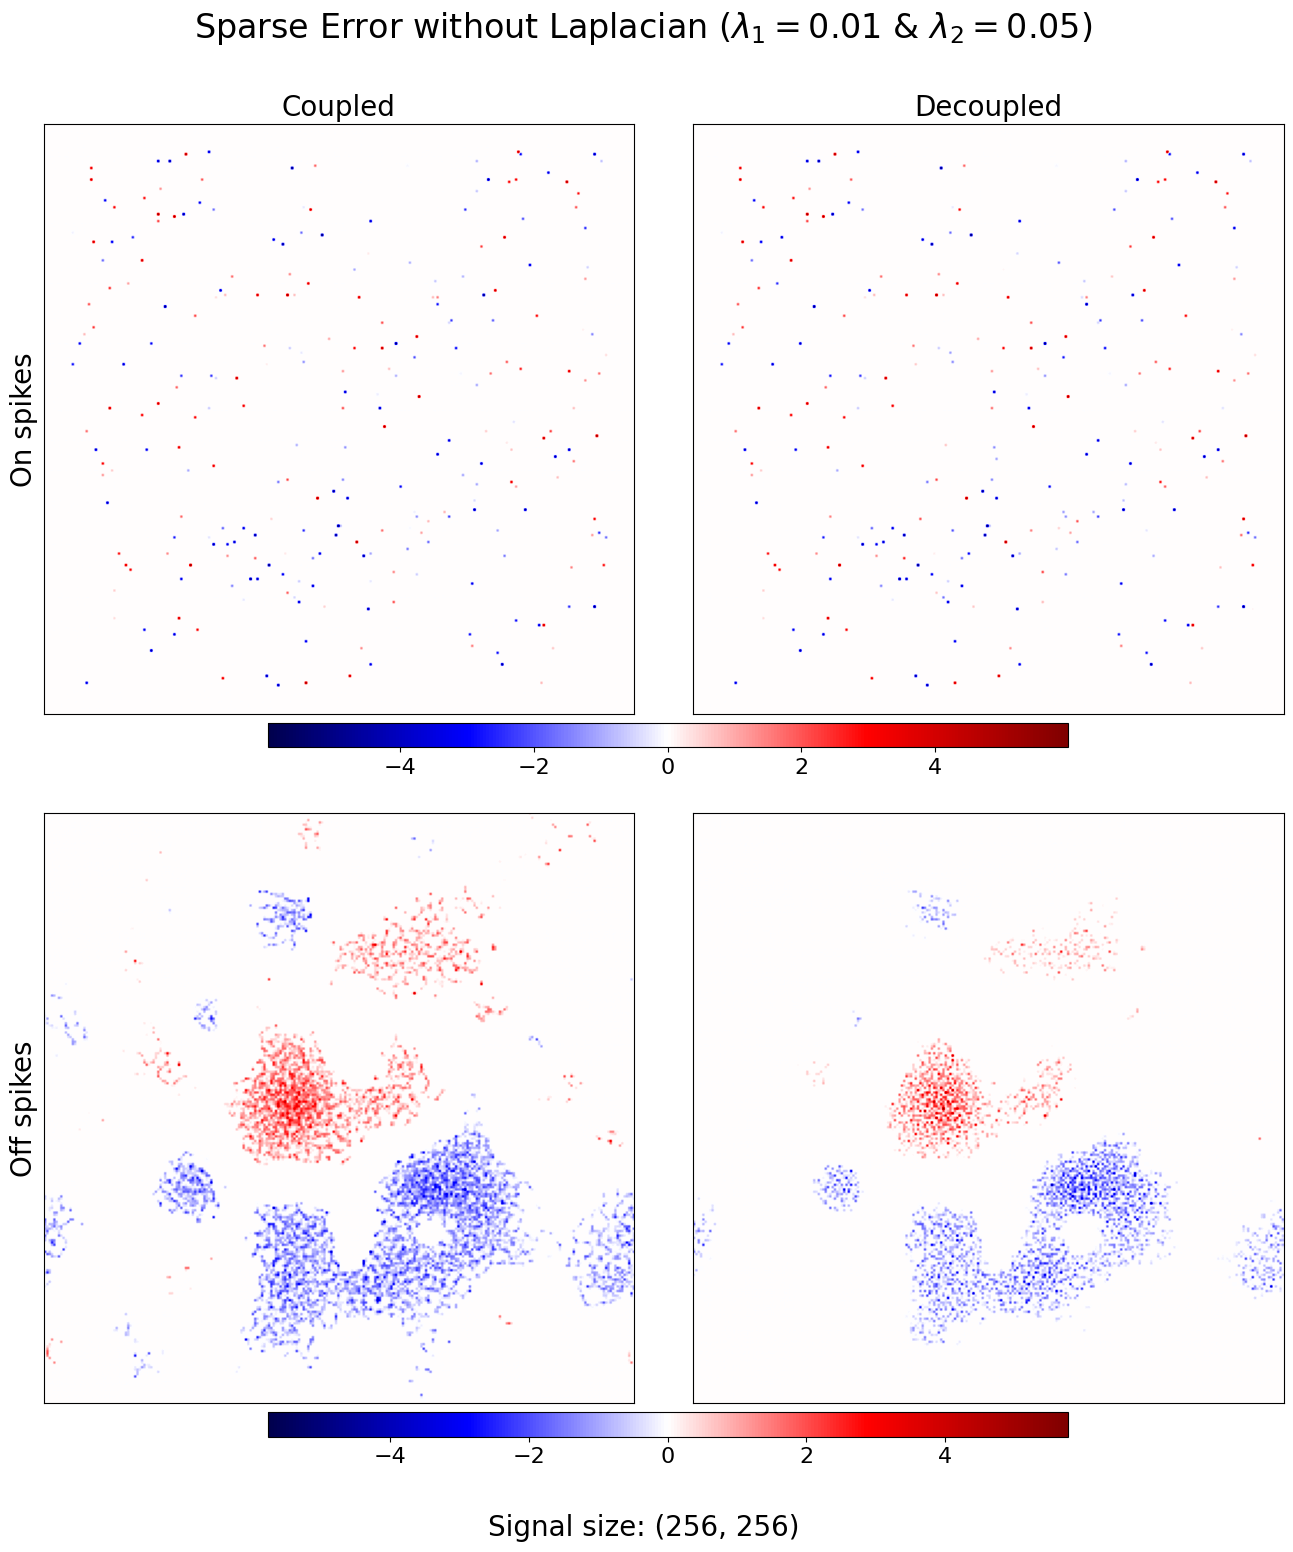 Sparse Error without Laplacian (λ₁ = 0.01 & λ₂ = 0.05)
Coupled
Decoupled
On spikes
−4 −2 0 2 4
Off spikes
−4 −2 0 2 4
Signal size: (256, 256)